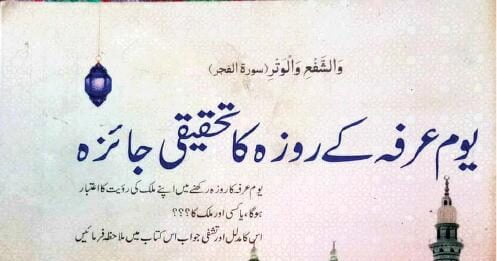 وَالشَّفْعِ وَالْوَتْرِ (سورۃ الفجر)
یوم عرفہ کے روزہ کا تحقیقی جائزہ
یوم عرفہ کا روزہ رکھنے میں اپنے ملک کی رؤیت کا اعتبار
ہوگا، یا کسی اور ملک کا؟؟؟
اس کا مدلل اور تشفی جواب اس کتاب میں ملاحظہ فرمائیں